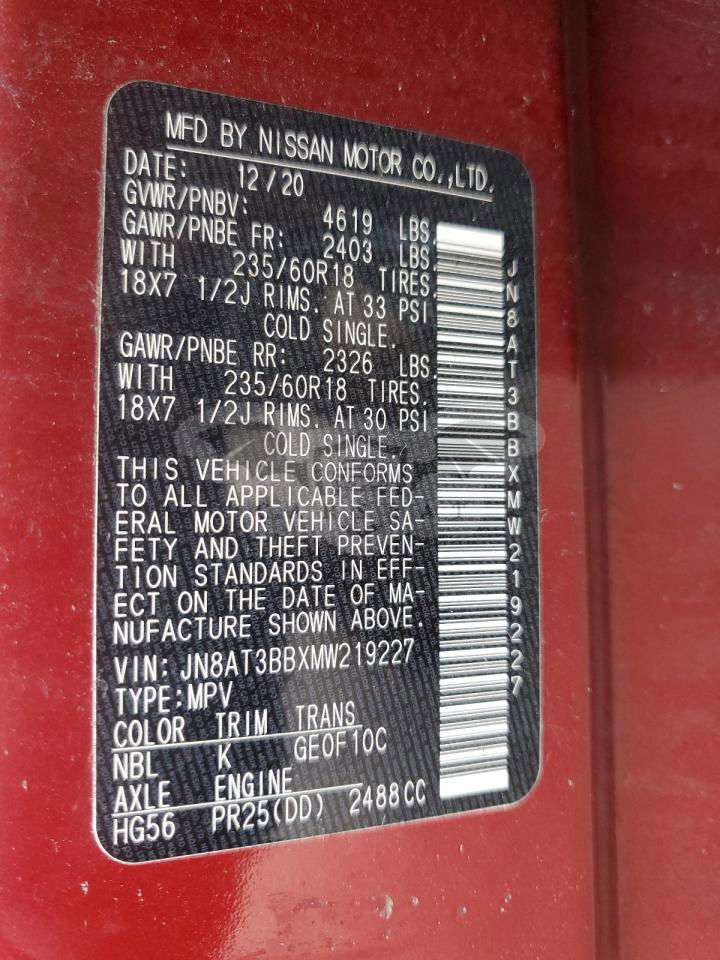 MFD BY NISSAN MOTOR CO.,LTD.
DATE: 12/20
GVWR/PNBV: 4619 LBS.
GAWR/PNBE FR: 2403 LBS.
WITH 235/60R18 TIRES.
18X7 1/2J RIMS. AT 33 PSI
COLD SINGLE.
GAWR/PNBE RR: 2326 LBS.
WITH 235/60R18 TIRES.
18X7 1/2J RIMS. AT 30 PSI
COLD SINGLE.
THIS VEHICLE CONFORMS
TO ALL APPLICABLE FED-
ERAL MOTOR VEHICLE SA-
FETY AND THEFT PREVEN-
TION STANDARDS IN EFF-
ECT ON THE DATE OF MA-
NUFACTURE SHOWN ABOVE.
VIN: JN8AT3BBXMW219227
TYPE:MPV
COLOR TRIM TRANS
NBL K GE0F10C
AXLE ENGINE
HG56 PR25(DD) 2488CC
JN8AT3BBXMW219227